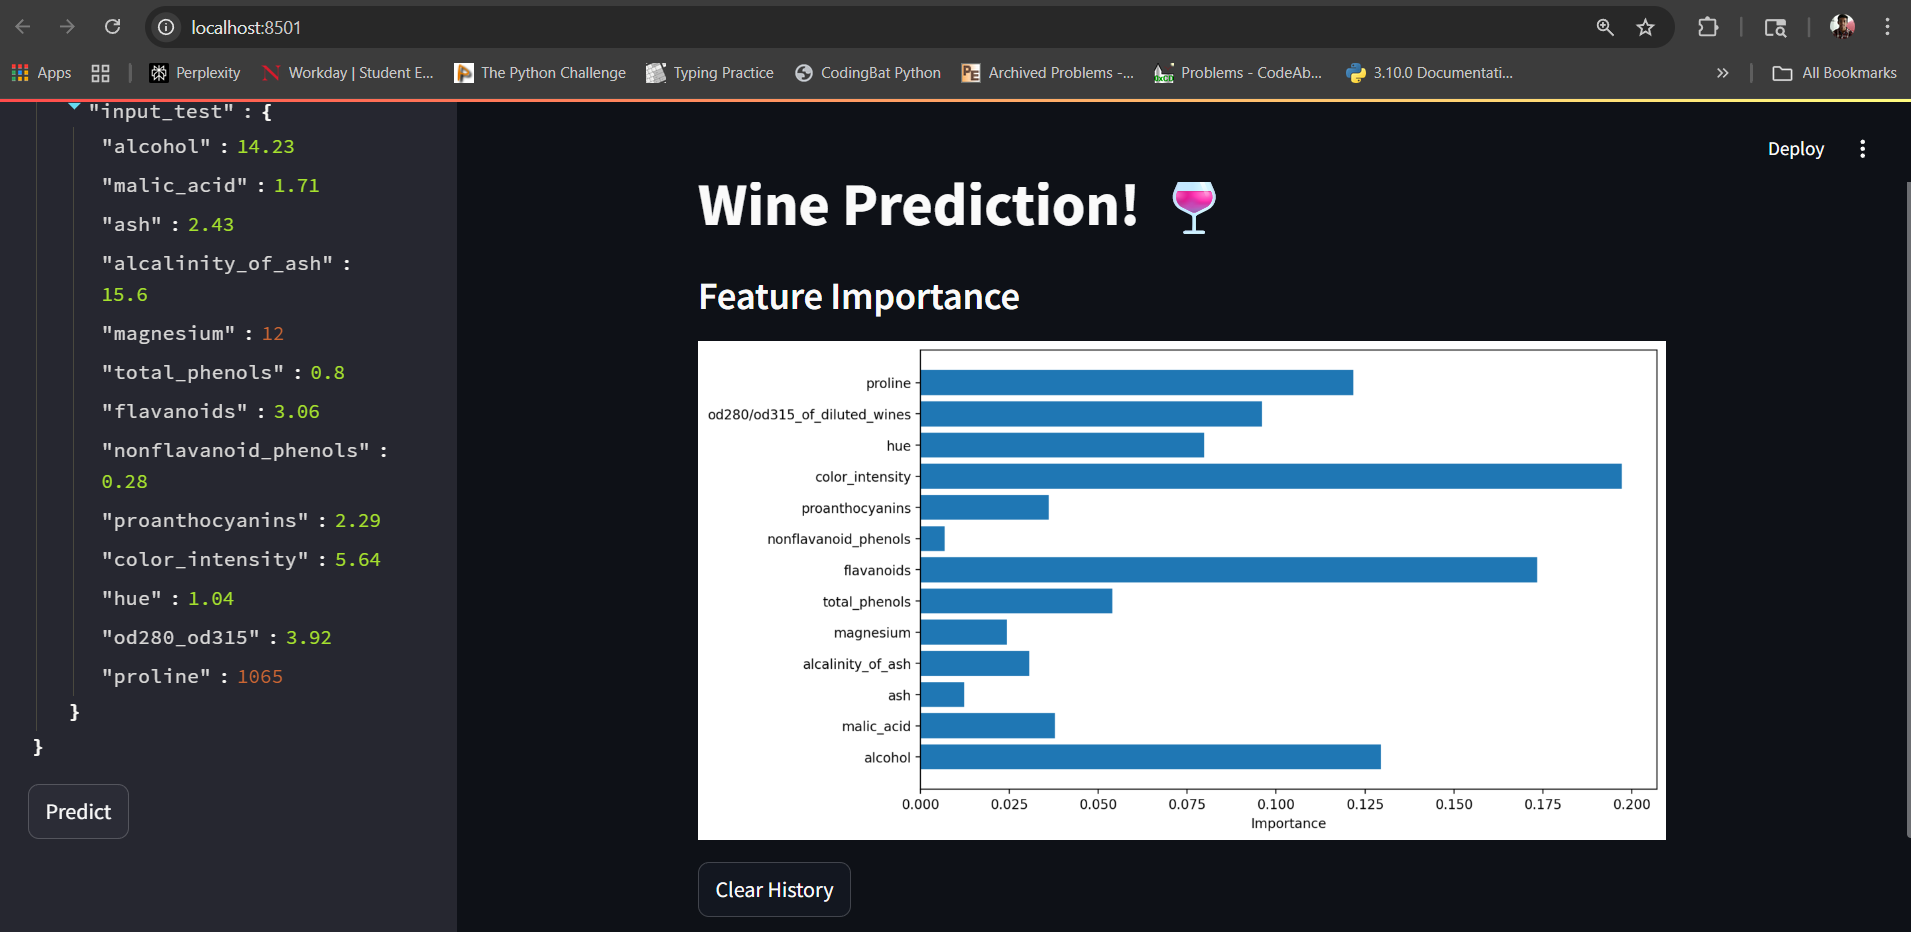 localhost:8501
Apps
Perplexity
Workday | Student E...
The Python Challenge
Typing Practice
CodingBat Python
PE
Archived Problems -...
Problems - CodeAb...
3.10.0 Documentati...
»
All Bookmarks
"input_test" : {
"alcohol" : 14.23
"malic_acid" : 1.71
"ash" : 2.43
"alcalinity_of_ash" :
15.6
"magnesium" : 12
"total_phenols" : 0.8
"flavanoids" : 3.06
"nonflavanoid_phenols" :
0.28
"proanthocyanins" : 2.29
"color_intensity" : 5.64
"hue" : 1.04
"od280_od315" : 3.92
"proline" : 1065
}
}
Predict
Deploy
Wine Prediction! 🍷
Feature Importance
proline
od280/od315_of_diluted_wines
hue
color_intensity
proanthocyanins
nonflavanoid_phenols
flavanoids
total_phenols
magnesium
alcalinity_of_ash
ash
malic_acid
alcohol
0.000 0.025 0.050 0.075 0.100 0.125 0.150 0.175 0.200
Importance
Clear History